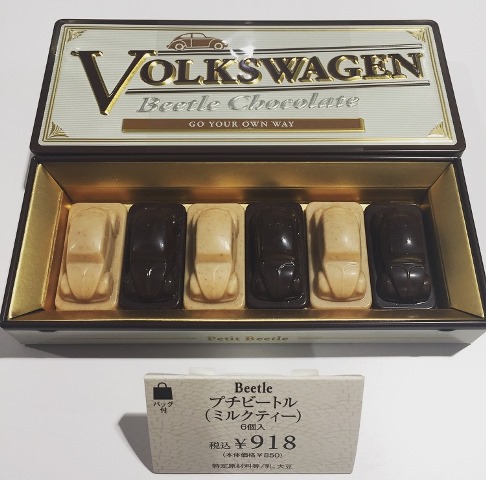 VOLKSWAGEN
Beetle Chocolate
GO YOUR OWN WAY
Petit Beetle
バッグ
付
Beetle
プチビートル
(ミルクティー)
6個入
税込 ¥918
(本体価格¥850)
特定原材料等/乳、大豆